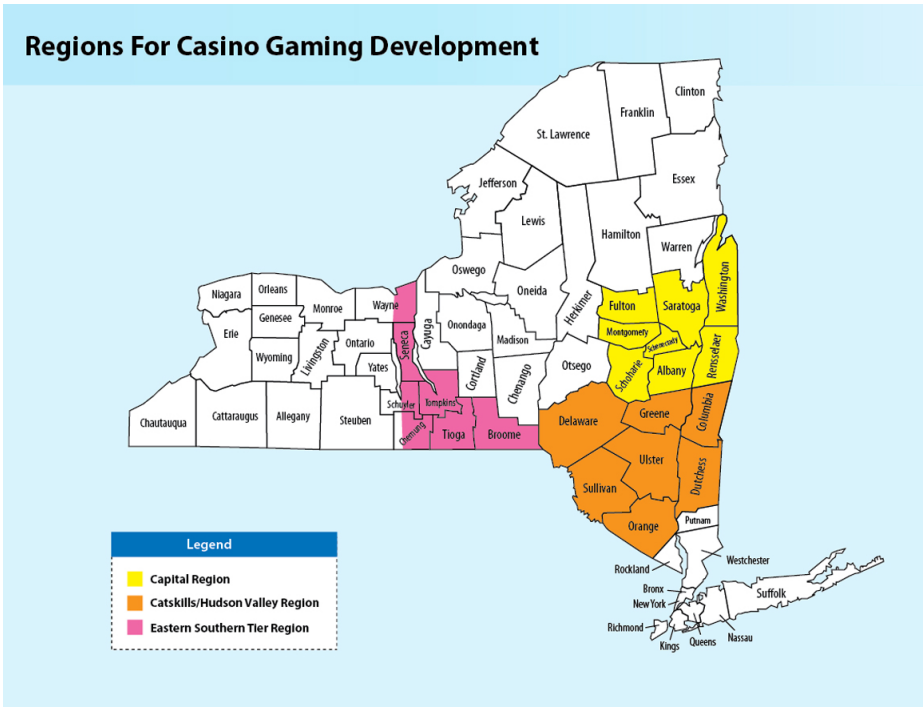 Regions For Casino Gaming Development
Clinton
Franklin
St. Lawrence
Essex
Jefferson
Lewis
Hamilton
Warren
Washington
Oswego
Oneida
Herkimer
Fulton
Saratoga
Niagara
Orleans
Monroe
Wayne
Genesee
Onondaga
Madison
Montgomery
Schenectady
Erie
Ontario
Seneca
Cayuga
Wyoming
Livingston
Yates
Cortland
Chenango
Otsego
Schoharie
Albany
Rensselaer
Schuyler
Tompkins
Chautauqua
Cattaraugus
Allegany
Steuben
Chemung
Tioga
Broome
Delaware
Greene
Columbia
Ulster
Dutchess
Sullivan
Orange
Putnam
Rockland
Westchester
Bronx
New York
Suffolk
Richmond
Kings
Queens
Nassau
Legend
Capital Region
Catskills/Hudson Valley Region
Eastern Southern Tier Region